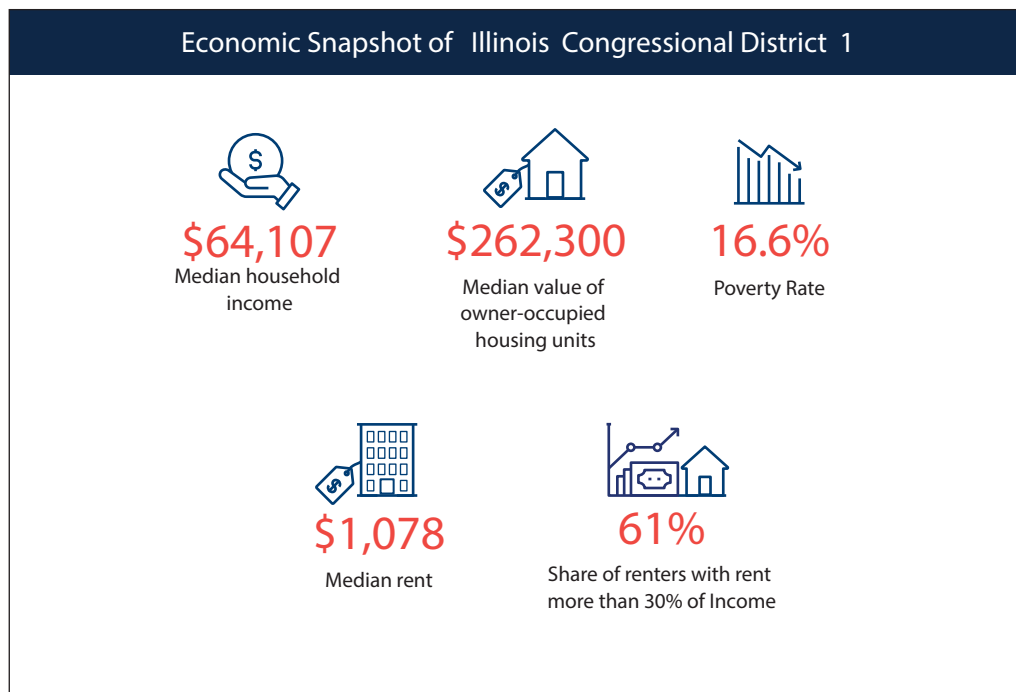 Economic Snapshot of Illinois Congressional District 1
$
$64,107
Median household
income
$
$262,300
Median value of
owner-occupied
housing units
16.6%
Poverty Rate
$
$1,078
Median rent
61%
Share of renters with rent
more than 30% of Income